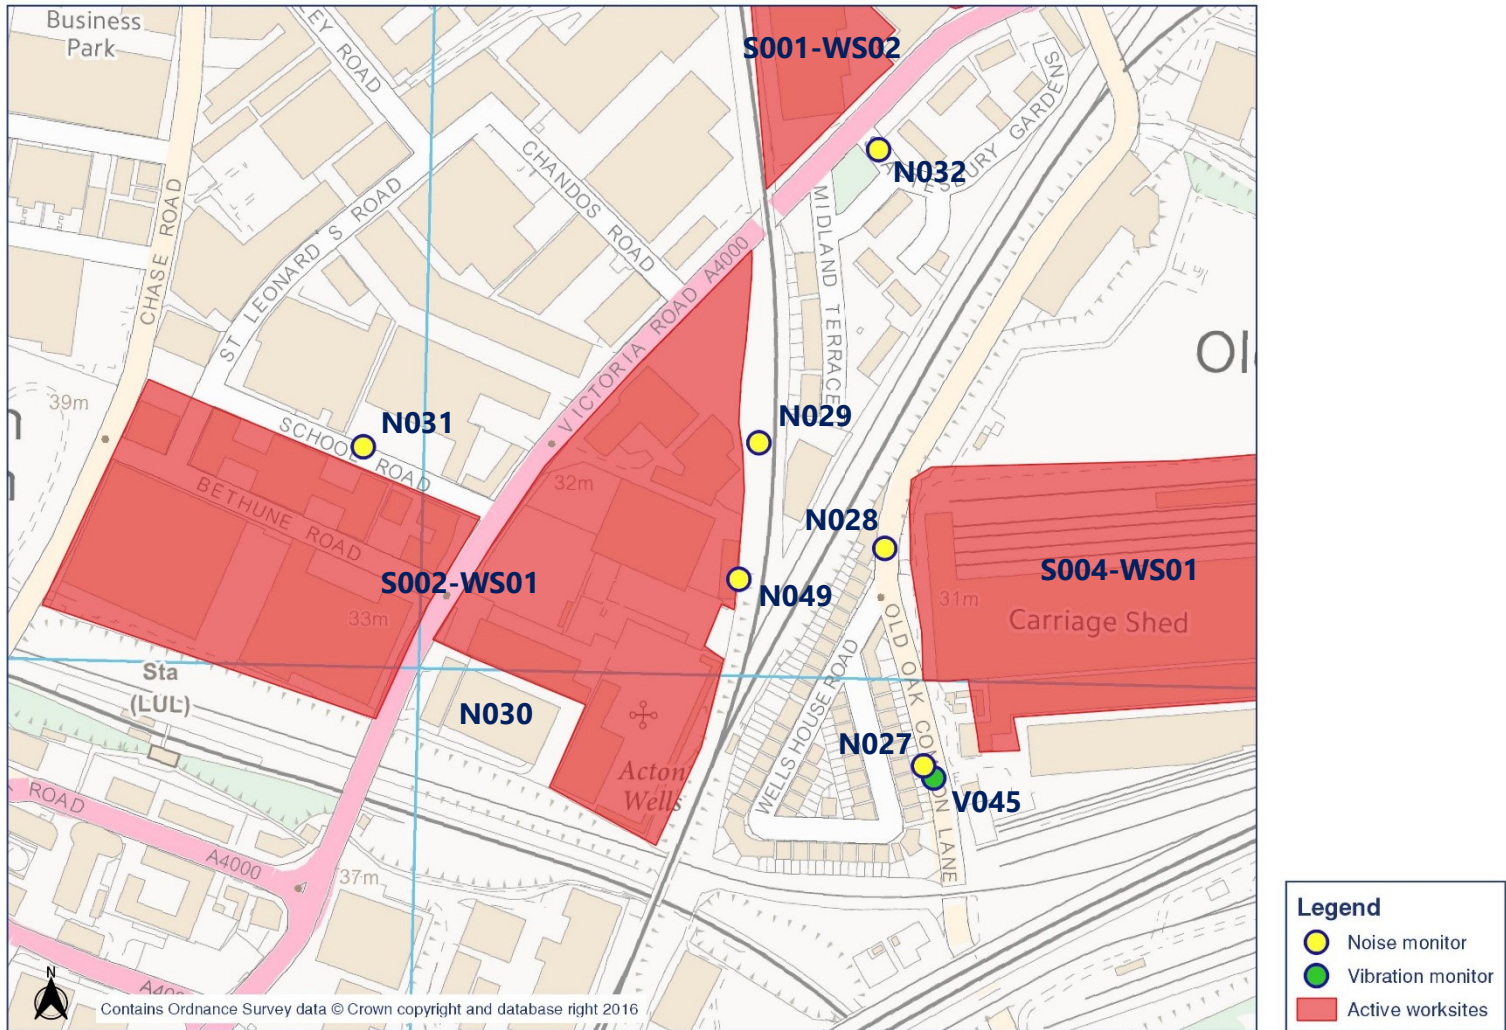 Business
Park
LEY ROAD
S001-WS02
CHANDOS ROAD
CHASE ROAD
ST LEONARD'S ROAD
N032
ESBURY GARDENS
MIDLAND TERRACE
VICTORIA ROAD A4000
Ol
39m
N031
SCHOOL ROAD
N029
32m
BETHUNE ROAD
N028
S002-WS01
33m
N049
S004-WS01
31m
Carriage Shed
OLD OAK COMMON LANE
WELLS HOUSE ROAD
Sta
(LUL)
N030
N027
V045
Acton
Wells
ROAD
A4000
37m
A40
N
Contains Ordnance Survey data © Crown copyright and database right 2016
Legend
Noise monitor
Vibration monitor
Active worksites